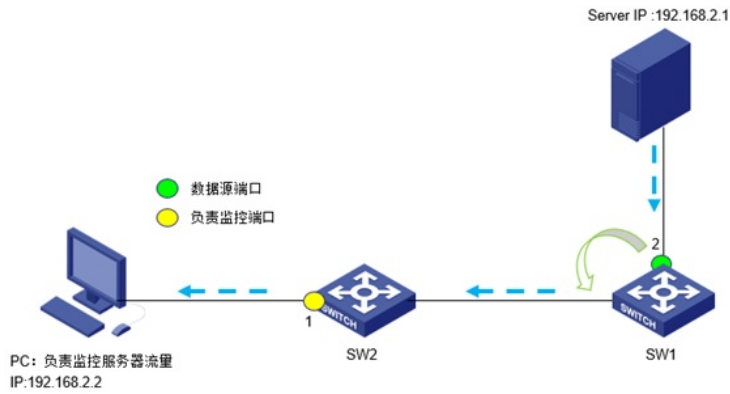 Server IP :192.168.2.1
数据源端口
负责监控端口
2
1
SWITCH
SWITCH
SW2
SW1
PC：负责监控服务器流量
IP:192.168.2.2